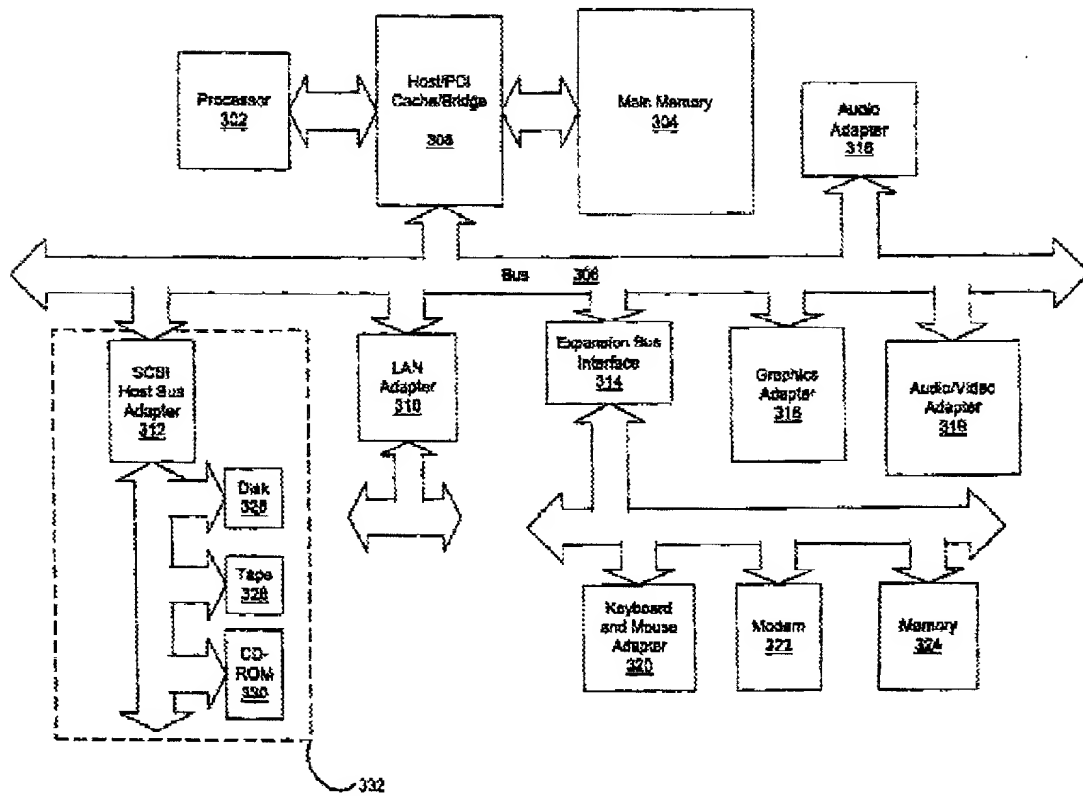 Processor
302
Host/PCI
Cache/Bridge
308
Main Memory
304
Audio
Adapter
316
Bus 306
SCSI
Host Bus
Adapter
312
LAN
Adapter
310
Expansion Bus
Interface
314
Graphics
Adapter
318
Audio/Video
Adapter
319
Disk
326
Tape
328
CD-
ROM
330
Keyboard
and Mouse
Adapter
320
Modem
322
Memory
324
332